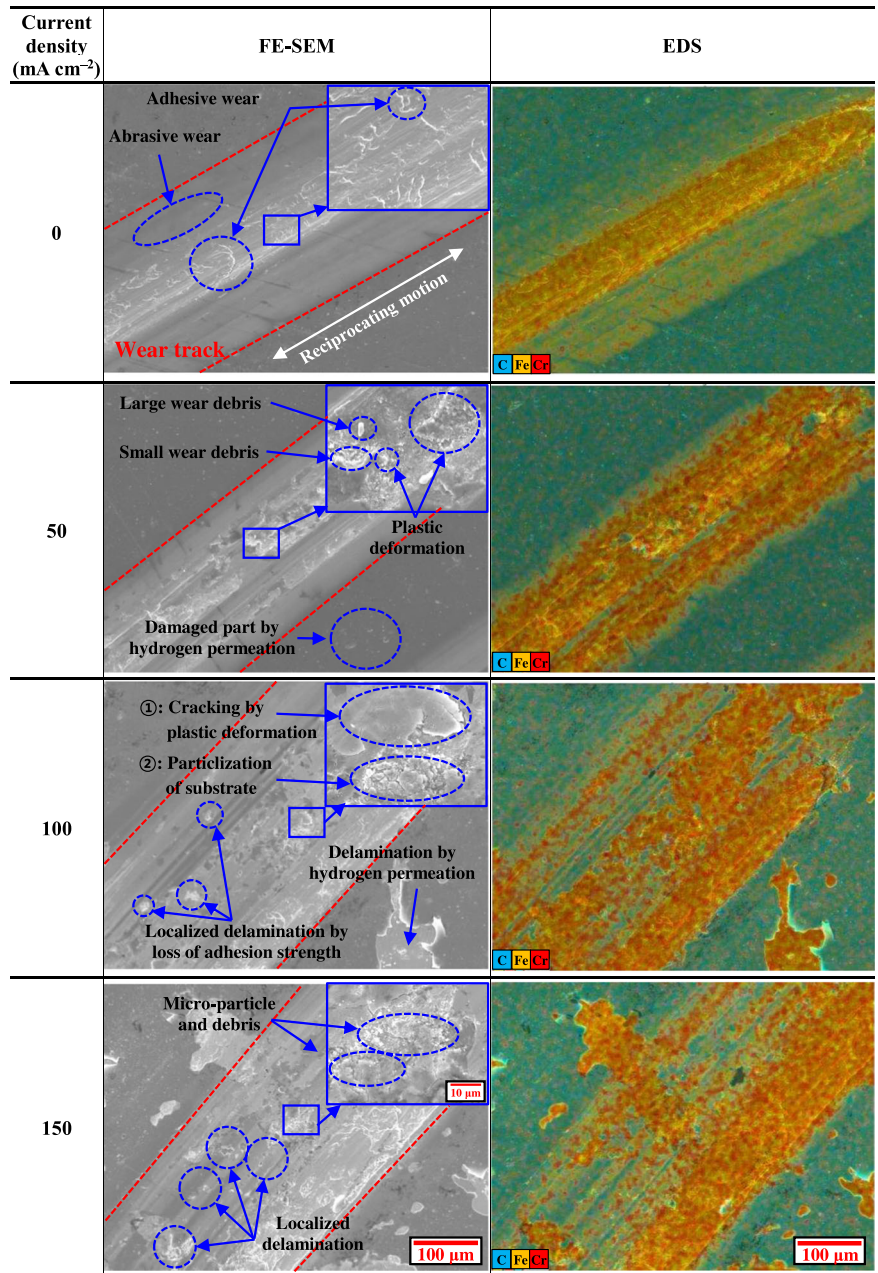 Current
density
(mA cm⁻²)
FE-SEM
EDS
0
Adhesive wear
Abrasive wear
Wear track
Reciprocating motion
C Fe Cr
50
Large wear debris
Small wear debris
Plastic
deformation
Damaged part by
hydrogen permeation
C Fe Cr
100
①: Cracking by
plastic deformation
②: Particlization
of substrate
Delamination by
hydrogen permeation
Localized delamination by
loss of adhesion strength
C Fe Cr
150
Micro-particle
and debris
10 μm
Localized
delamination
100 μm
C Fe Cr
100 μm